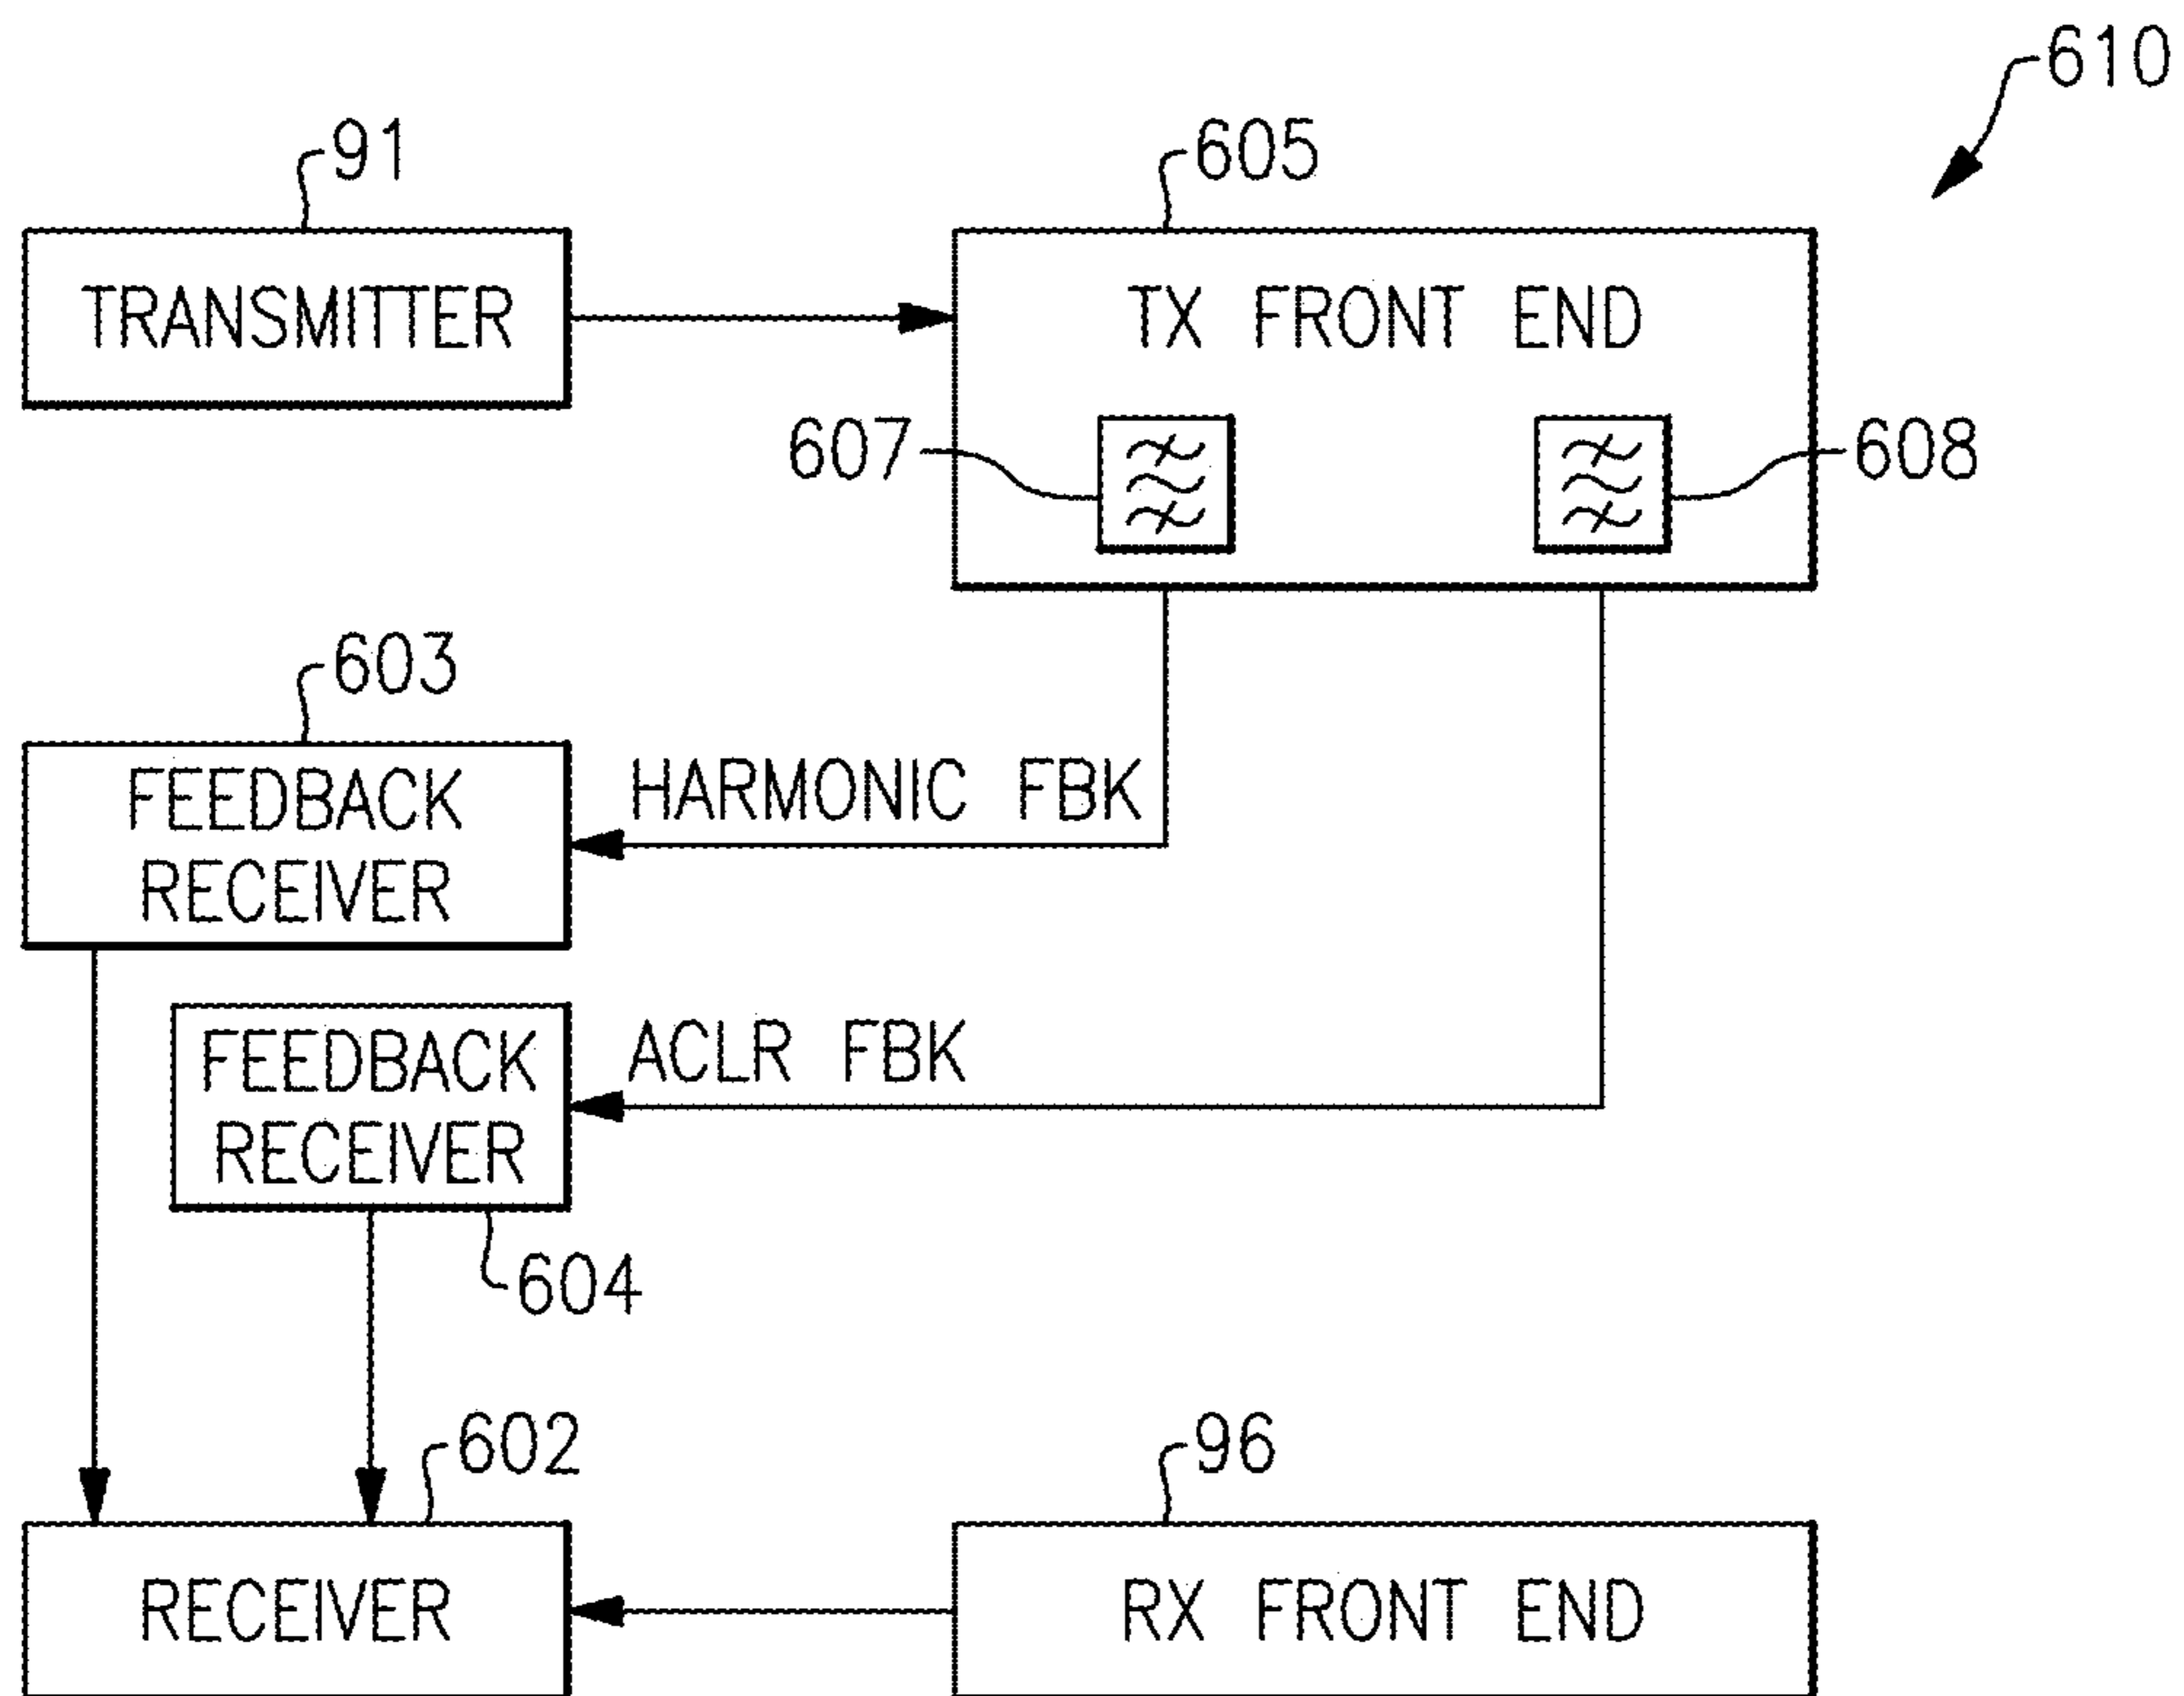 610
91
605
TRANSMITTER
TX FRONT END
607
608
603
FEEDBACK
RECEIVER
HARMONIC FBK
FEEDBACK
RECEIVER
ACLR FBK
604
602
96
RECEIVER
RX FRONT END